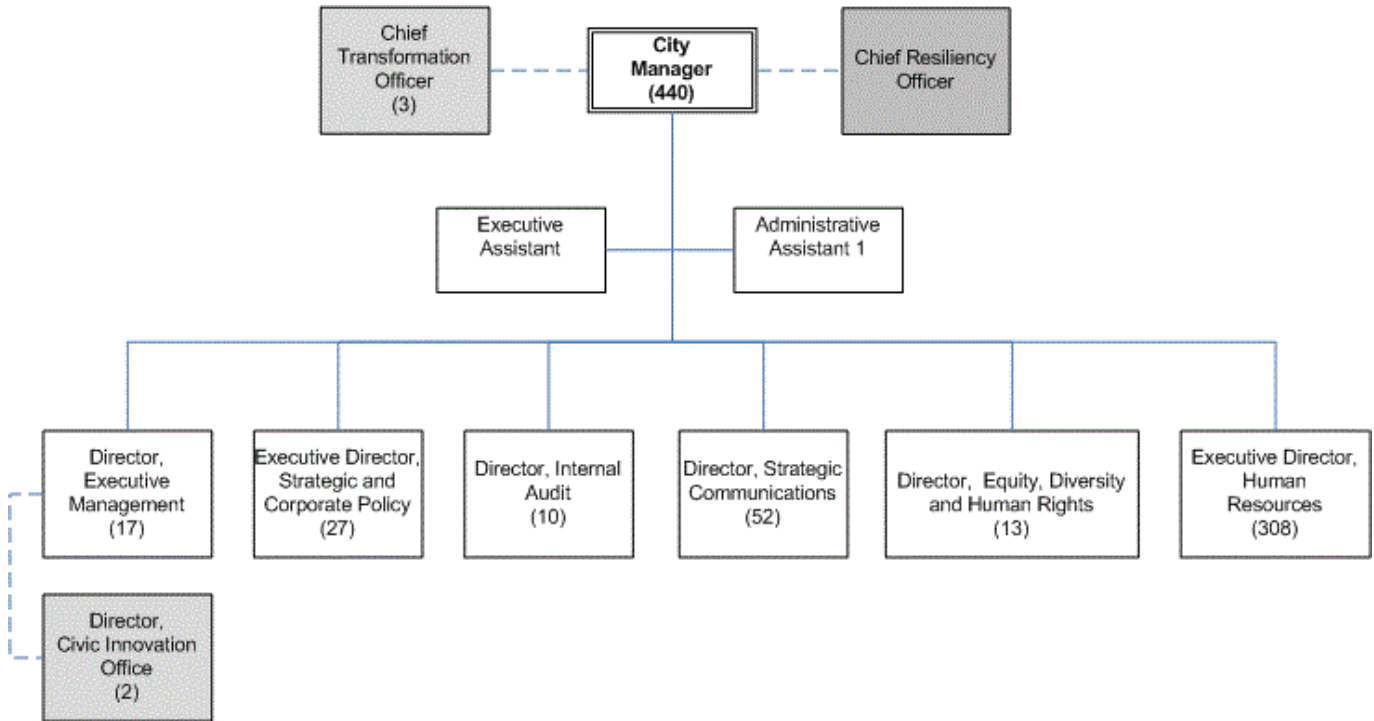 Chief
Transformation
Officer
(3)
City
Manager
(440)
Chief Resiliency
Officer
Executive
Assistant
Administrative
Assistant 1
Director,
Executive
Management
(17)
Executive Director,
Strategic and
Corporate Policy
(27)
Director, Internal
Audit
(10)
Director, Strategic
Communications
(52)
Director, Equity, Diversity
and Human Rights
(13)
Executive Director,
Human
Resources
(308)
Director,
Civic Innovation
Office
(2)